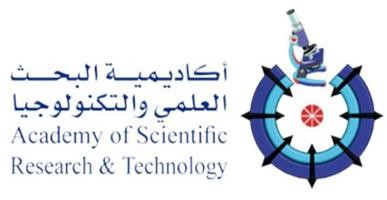 أكاديمية البحث
العلمي والتكنولوجيا
Academy of Scientific
Research & Technology